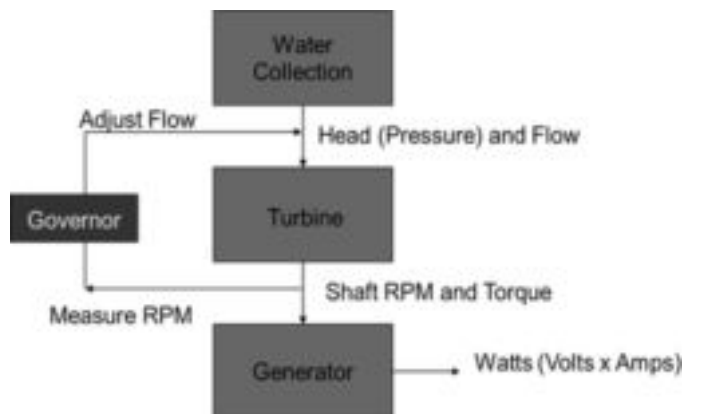 Water
Collection
Adjust Flow
Head (Pressure) and Flow
Governor
Turbine
Shaft RPM and Torque
Measure RPM
Generator
Watts (Volts x Amps)